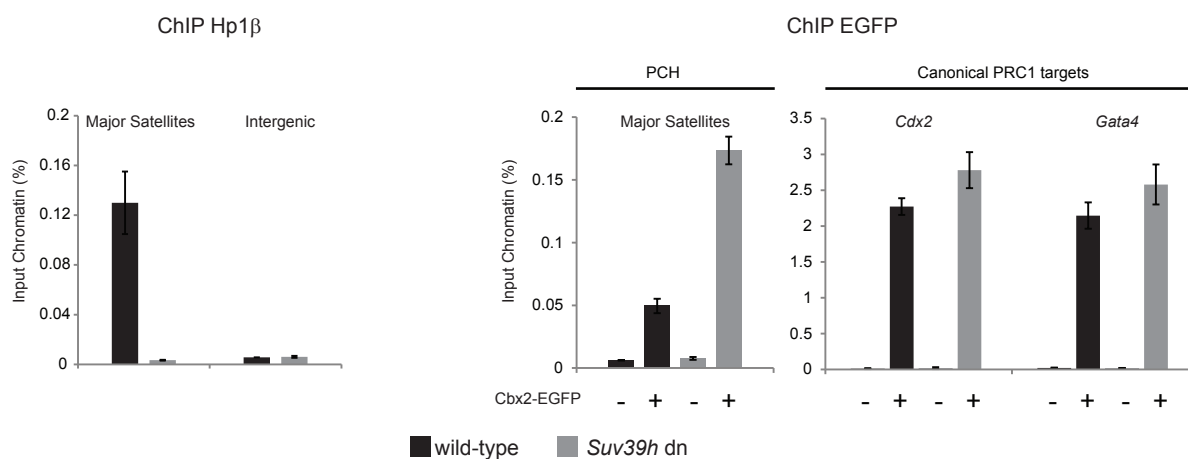 ChIP Hp1β
ChIP EGFP
PCH
Canonical PRC1 targets
Major Satellites Intergenic
Major Satellites
Cdx2 Gata4
Input Chromatin (%)
0.2
0.16
0.12
0.08
0.04
0
Input Chromatin (%)
0.2
0.15
0.1
0.05
0
3.5
3
2.5
2
1.5
1
0.5
0
Cbx2-EGFP - + - + - + - + - + - +
wild-type Suv39h dn